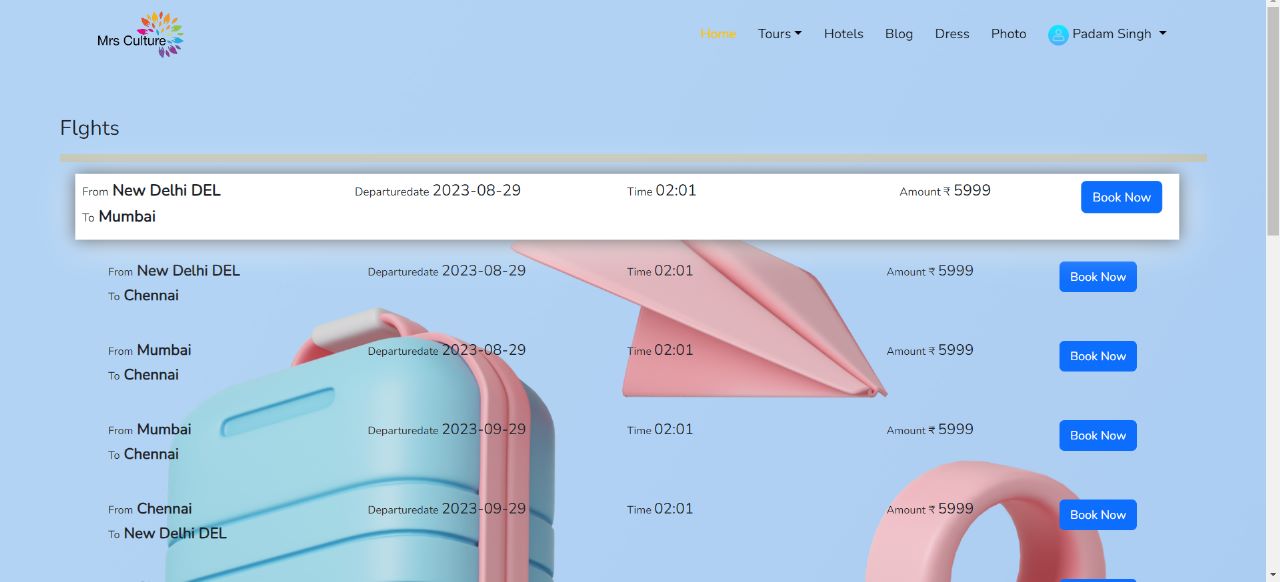 Mrs Culture
Home Tours Hotels Blog Dress Photo Padam Singh
Flghts
From New Delhi DEL Departuredate 2023-08-29 Time 02:01 Amount ₹ 5999 Book Now
To Mumbai
From New Delhi DEL Departuredate 2023-08-29 Time 02:01 Amount ₹ 5999 Book Now
To Chennai
From Mumbai Departuredate 2023-08-29 Time 02:01 Amount ₹ 5999 Book Now
To Chennai
From Mumbai Departuredate 2023-09-29 Time 02:01 Amount ₹ 5999 Book Now
To Chennai
From Chennai Departuredate 2023-09-29 Time 02:01 Amount ₹ 5999 Book Now
To New Delhi DEL